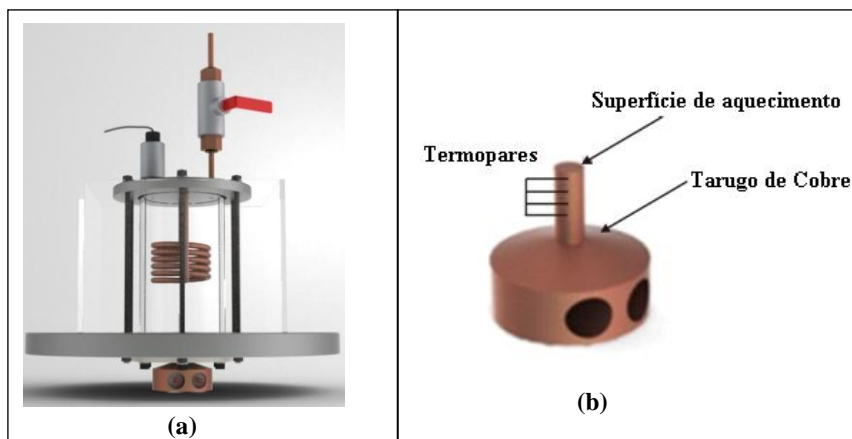 Superfície de aquecimento
Termopares
Tarugo de Cobre
(a)
(b)